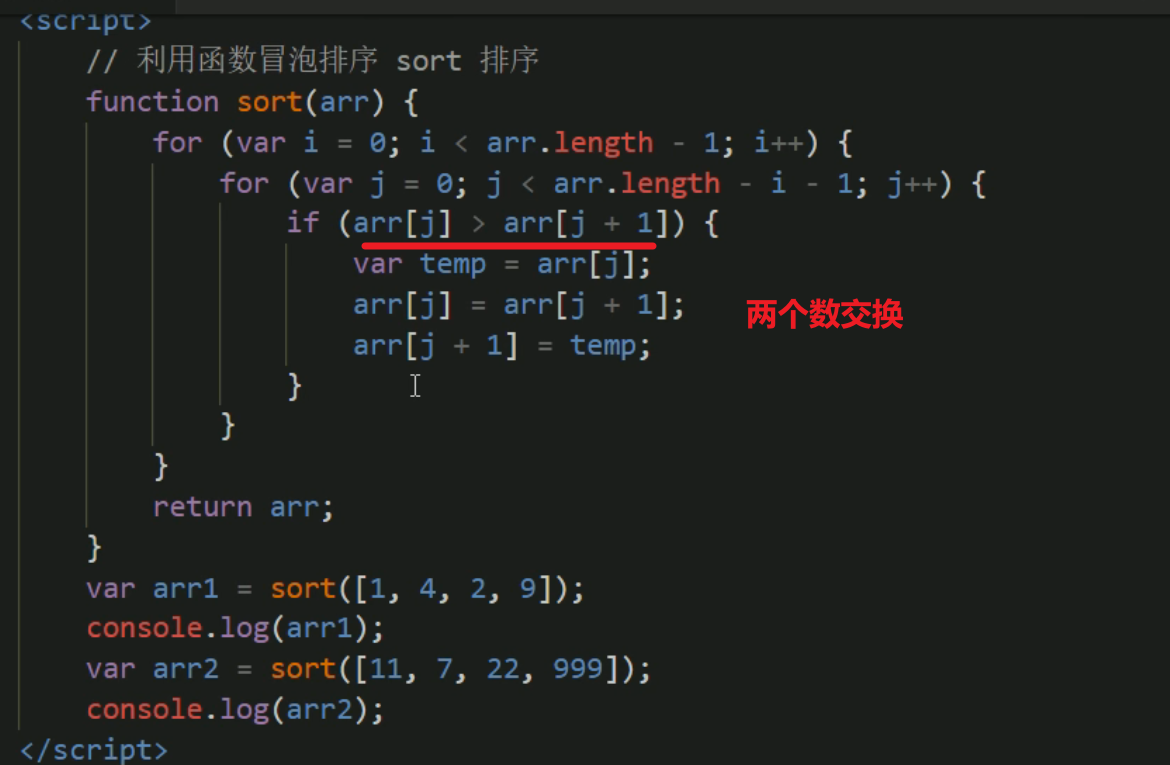 <script>
// 利用函数冒泡排序 sort 排序
function sort(arr) {
for (var i = 0; i < arr.length - 1; i++) {
for (var j = 0; j < arr.length - i - 1; j++) {
if (arr[j] > arr[j + 1]) {
var temp = arr[j];
arr[j] = arr[j + 1];
两个数交换
arr[j + 1] = temp;
}
}
}
return arr;
}
var arr1 = sort([1, 4, 2, 9]);
console.log(arr1);
var arr2 = sort([11, 7, 22, 999]);
console.log(arr2);
</script>